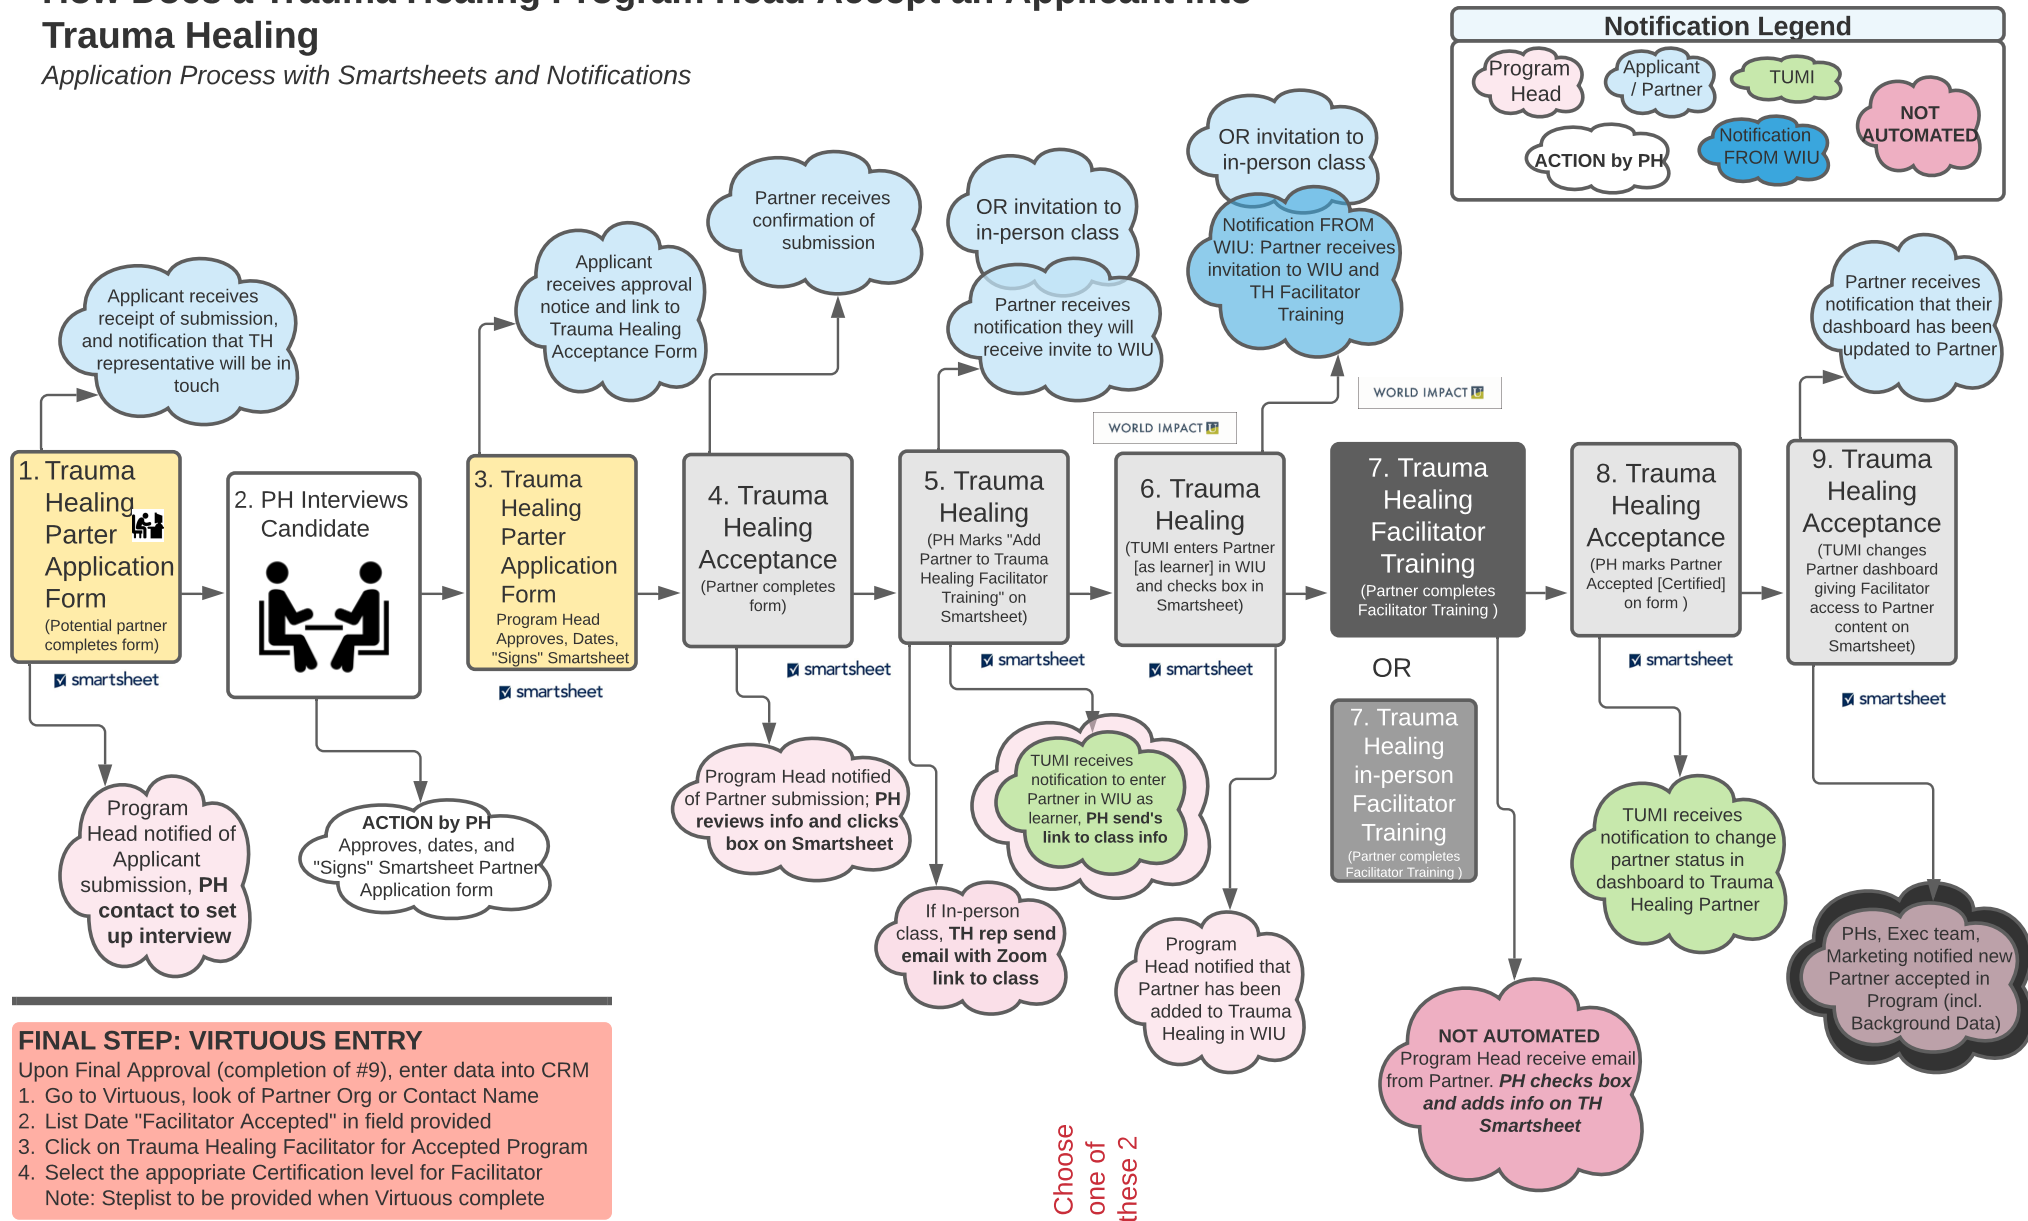 How Does a Trauma Healing Program Head Accept an Applicant Into
Trauma Healing
Application Process with Smartsheets and Notifications
Notification Legend
Program
Head
Applicant
/ Partner
TUMI
NOT
AUTOMATED
ACTION by PH
Notification
FROM WIU
Applicant receives
receipt of submission,
and notification that TH
representative will be in
touch
Applicant
receives approval
notice and link to
Trauma Healing
Acceptance Form
Partner receives
confirmation of
submission
OR invitation to
in-person class
Partner receives
notification they will
receive invite to WIU
OR invitation to
in-person class
Notification FROM
WIU: Partner receives
invitation to WIU and
TH Facilitator
Training
Partner receives
notification that their
dashboard has been
updated to Partner
WORLD IMPACT U
WORLD IMPACT U
1. Trauma
Healing
Parter
Application
Form
(Potential partner
completes form)
smartsheet
2. PH Interviews
Candidate
3. Trauma
Healing
Parter
Application
Form
Program Head
Approves, Dates,
"Signs" Smartsheet
smartsheet
4. Trauma
Healing
Acceptance
(Partner completes
form)
smartsheet
5. Trauma
Healing
(PH Marks "Add
Partner to Trauma
Healing Facilitator
Training" on
Smartsheet)
smartsheet
6. Trauma
Healing
(TUMI enters Partner
[as learner] in WIU
and checks box in
Smartsheet)
smartsheet
7. Trauma
Healing
Facilitator
Training
(Partner completes
Facilitator Training )
OR
7. Trauma
Healing
in-person
Facilitator
Training
(Partner completes
Facilitator Training )
8. Trauma
Healing
Acceptance
(PH marks Partner
Accepted [Certified]
on form )
smartsheet
9. Trauma
Healing
Acceptance
(TUMI changes
Partner dashboard
giving Facilitator
access to Partner
content on
Smartsheet)
smartsheet
Program
Head notified of
Applicant
submission, PH
contact to set
up interview
ACTION by PH
Approves, dates, and
"Signs" Smartsheet Partner
Application form
Program Head notified
of Partner submission; PH
reviews info and clicks
box on Smartsheet
If In-person
class, TH rep send
email with Zoom
link to class
TUMI receives
notification to enter
Partner in WIU as
learner, PH send's
link to class info
Program
Head notified that
Partner has been
added to Trauma
Healing in WIU
NOT AUTOMATED
Program Head receive email
from Partner. PH checks box
and adds info on TH
Smartsheet
TUMI receives
notification to change
partner status in
dashboard to Trauma
Healing Partner
PHs, Exec team,
Marketing notified new
Partner accepted in
Program (incl.
Background Data)
FINAL STEP: VIRTUOUS ENTRY
Upon Final Approval (completion of #9), enter data into CRM
1. Go to Virtuous, look of Partner Org or Contact Name
2. List Date "Facilitator Accepted" in field provided
3. Click on Trauma Healing Facilitator for Accepted Program
4. Select the appopriate Certification level for Facilitator
Note: Steplist to be provided when Virtuous complete
Choose
one of
these 2